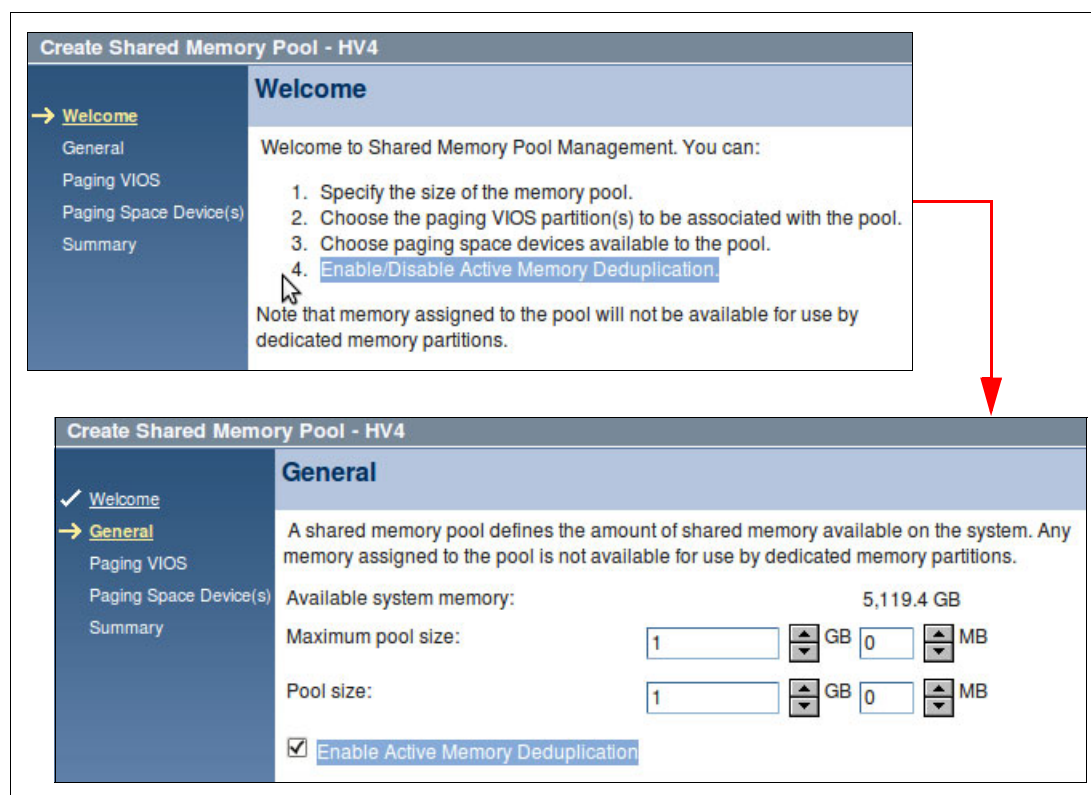 Create Shared Memory Pool - HV4
Welcome
General
Paging VIOS
Paging Space Device(s)
Summary
Welcome
Welcome to Shared Memory Pool Management. You can:
1. Specify the size of the memory pool.
2. Choose the paging VIOS partition(s) to be associated with the pool.
3. Choose paging space devices available to the pool.
4. Enable/Disable Active Memory Deduplication.
Note that memory assigned to the pool will not be available for use by
dedicated memory partitions.
Create Shared Memory Pool - HV4
Welcome
General
Paging VIOS
Paging Space Device(s)
Summary
General
A shared memory pool defines the amount of shared memory available on the system. Any
memory assigned to the pool is not available for use by dedicated memory partitions.
Available system memory: 5,119.4 GB
Maximum pool size: 1 GB 0 MB
Pool size: 1 GB 0 MB
Enable Active Memory Deduplication